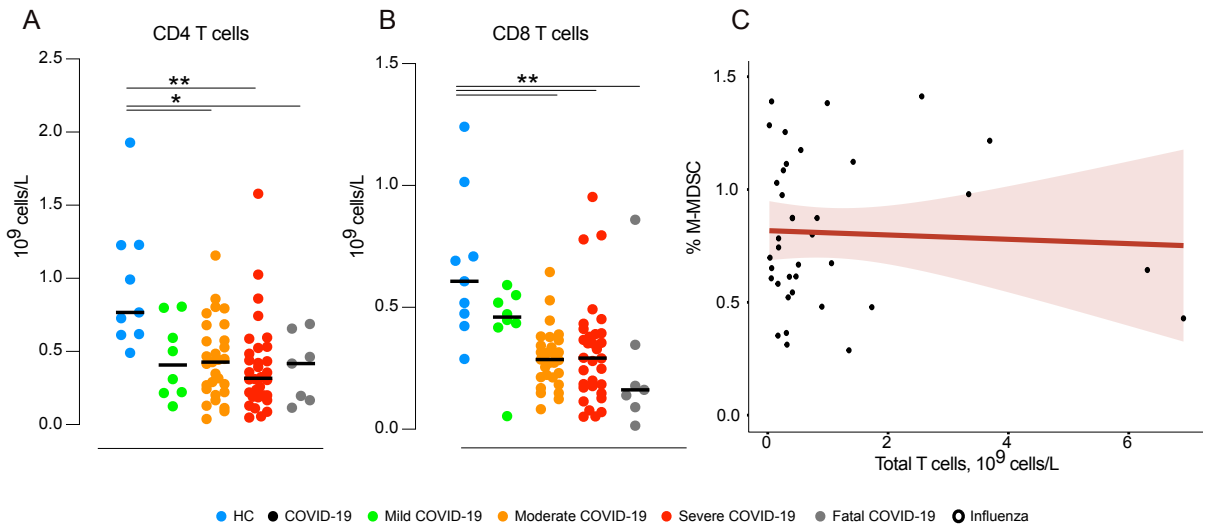 A
CD4 T cells
10⁹ cells/L
2.5
2.0
1.5
1.0
0.5
0.0
**
*
B
CD8 T cells
10⁹ cells/L
1.5
1.0
0.5
0.0
**
C
% M-MDSC
1.5
1.0
0.5
0.0
0 2 4 6
Total T cells, 10⁹ cells/L
HC COVID-19 Mild COVID-19 Moderate COVID-19 Severe COVID-19 Fatal COVID-19 Influenza